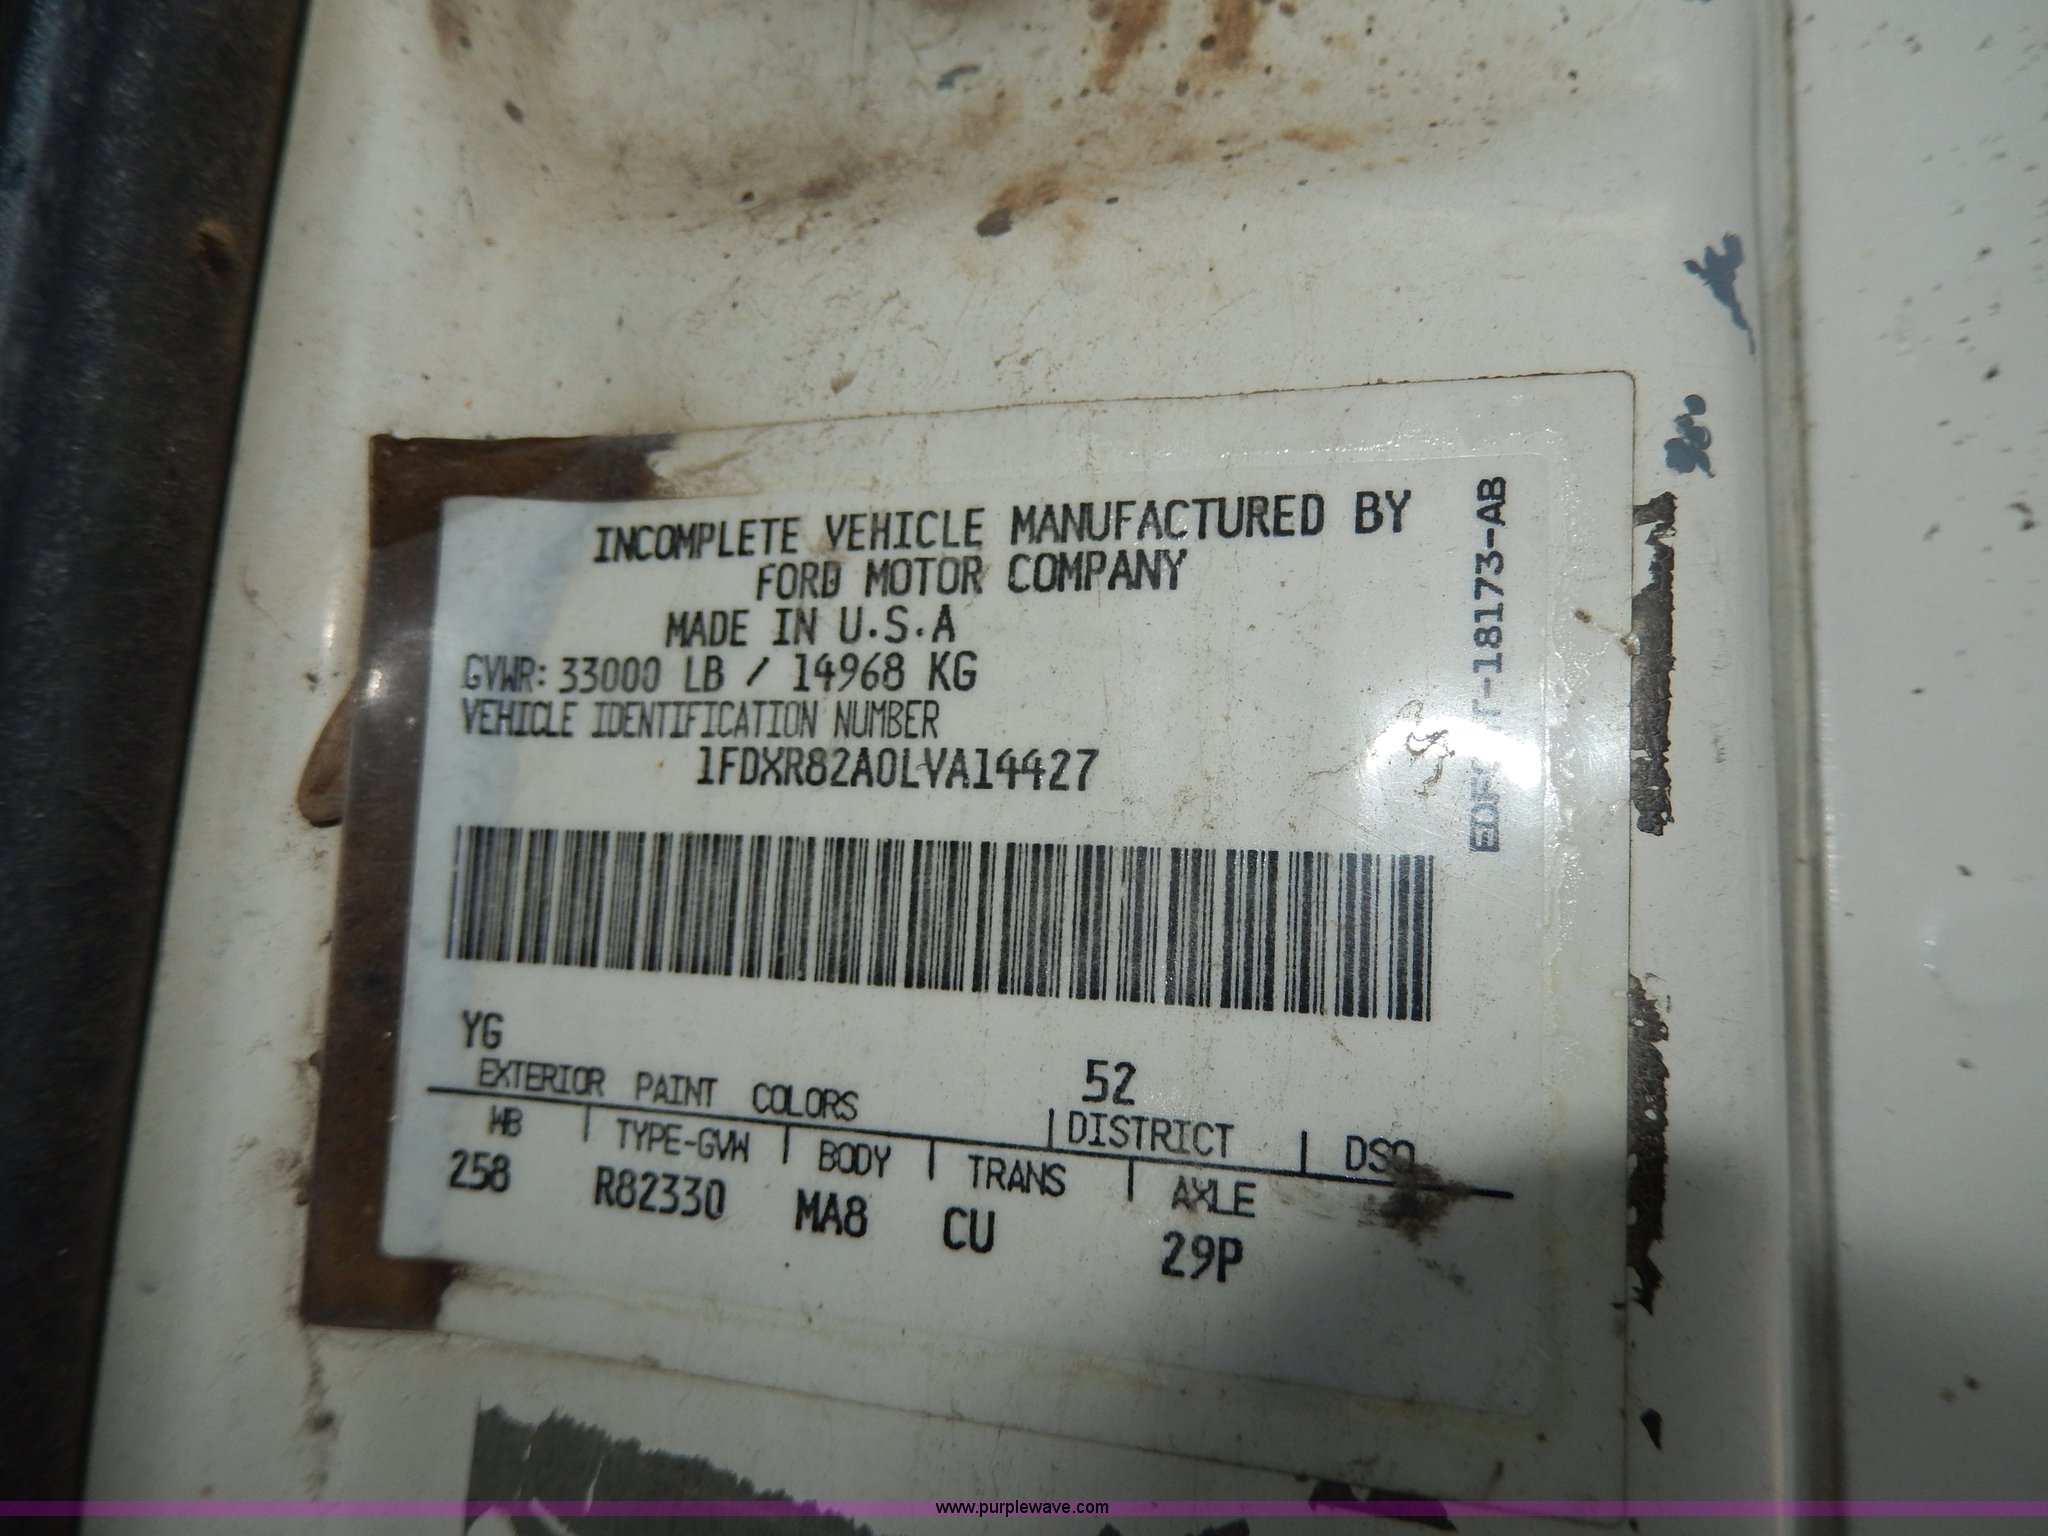 INCOMPLETE VEHICLE MANUFACTURED BY
FORD MOTOR COMPANY
MADE IN U.S.A
GVWR: 33000 LB / 14968 KG
VEHICLE IDENTIFICATION NUMBER
1FDXR82A0LVA14427
-18173-AB
YG
52
EXTERIOR PAINT COLORS DISTRICT DSO
WB TYPE-GVW BODY TRANS AXLE
258 R82330 MA8 CU 29P
www.purplewave.com